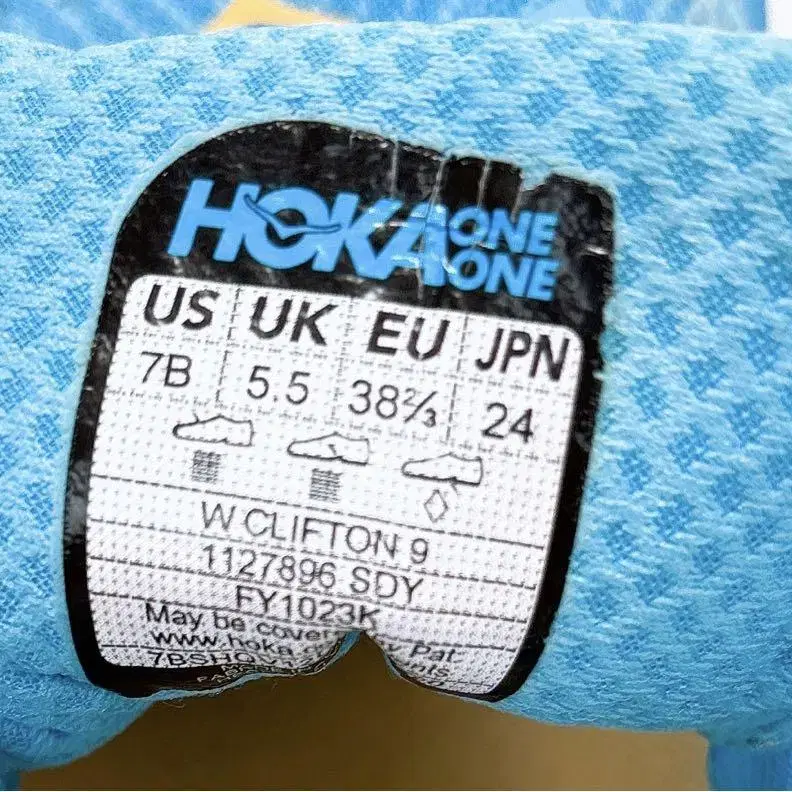 HOKA ONE ONE
US UK EU JPN
7B 5.5 38⅔ 24
W CLIFTON 9
1127896 SDY
FY1023K
May be Pat.
www.hoka